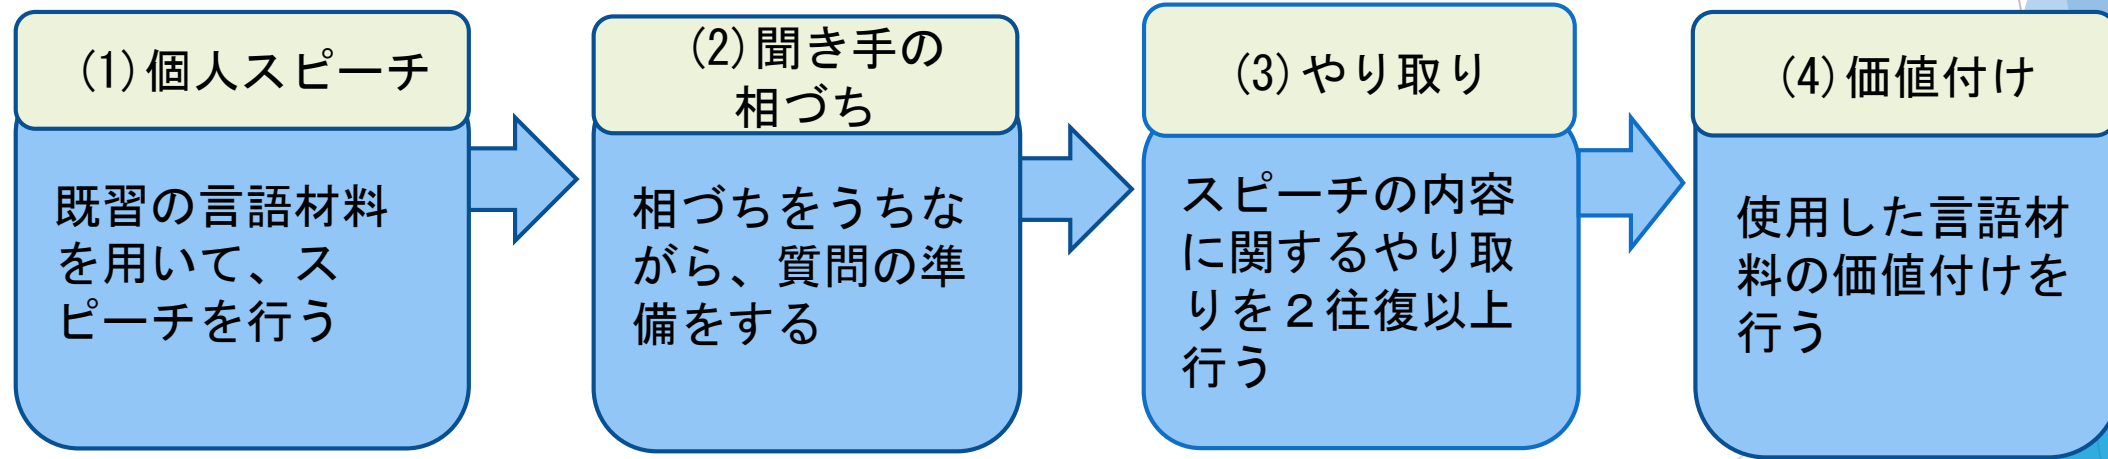 (1)個人スピーチ
既習の言語材料
を用いて、ス
ピーチを行う
(2)聞き手の
相づち
相づちをうちな
がら、質問の準
備をする
(3)やり取り
スピーチの内容
に関するやり取
りを２往復以上
行う
(4)価値付け
使用した言語材
料の価値付けを
行う